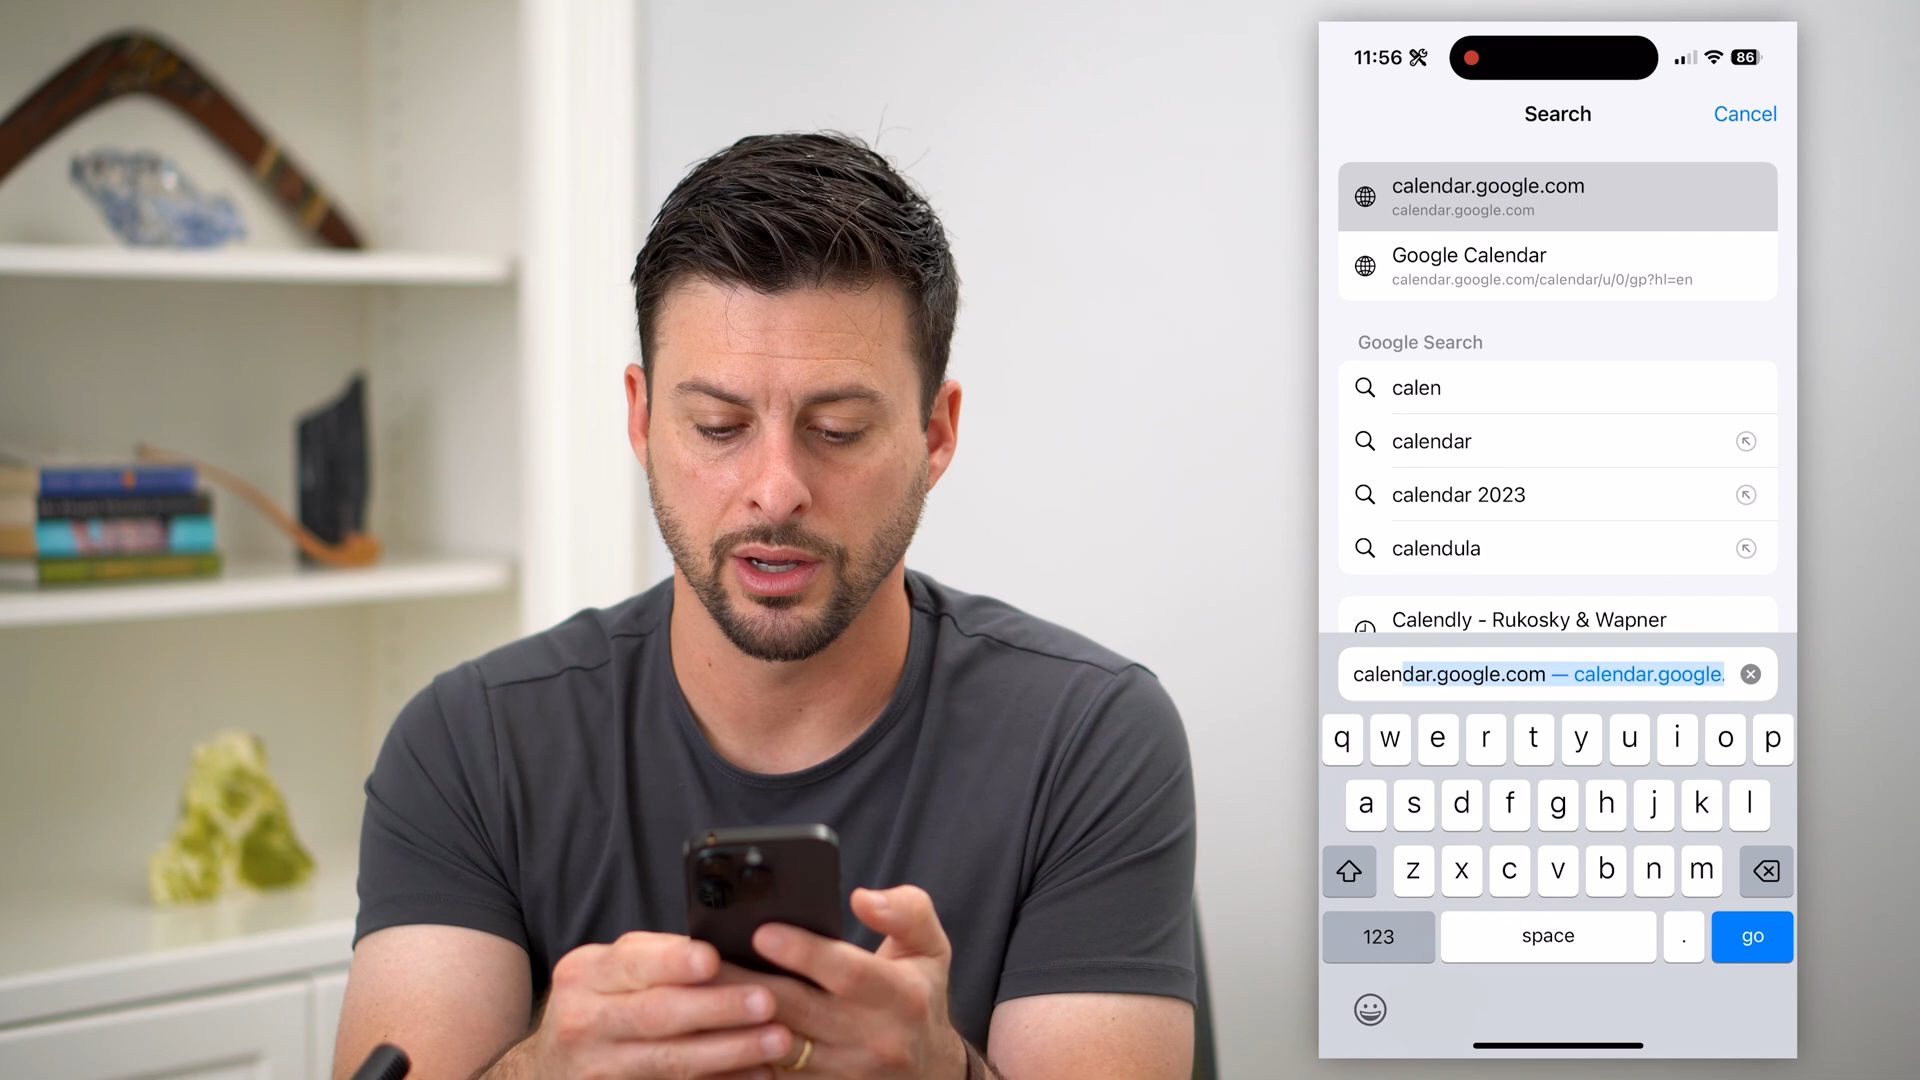 11:56
86
Search
Cancel
calendar.google.com
calendar.google.com
Google Calendar
calendar.google.com/calendar/u/0/gp?hl=en
Google Search
calen
calendar
calendar 2023
calendula
Calendly - Rukosky & Wapner
calendar.google.com — calendar.google.
q w e r t y u i o p
a s d f g h j k l
z x c v b n m
123 space . go